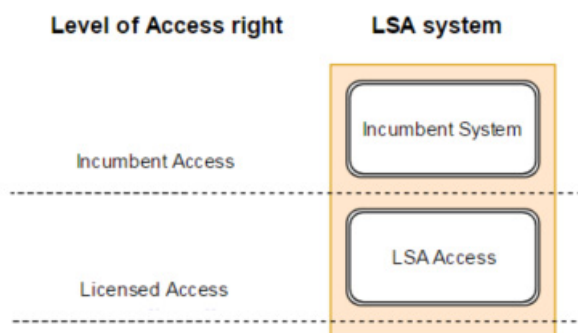 Level of Access right LSA system
Incumbent System
Incumbent Access
LSA Access
Licensed Access